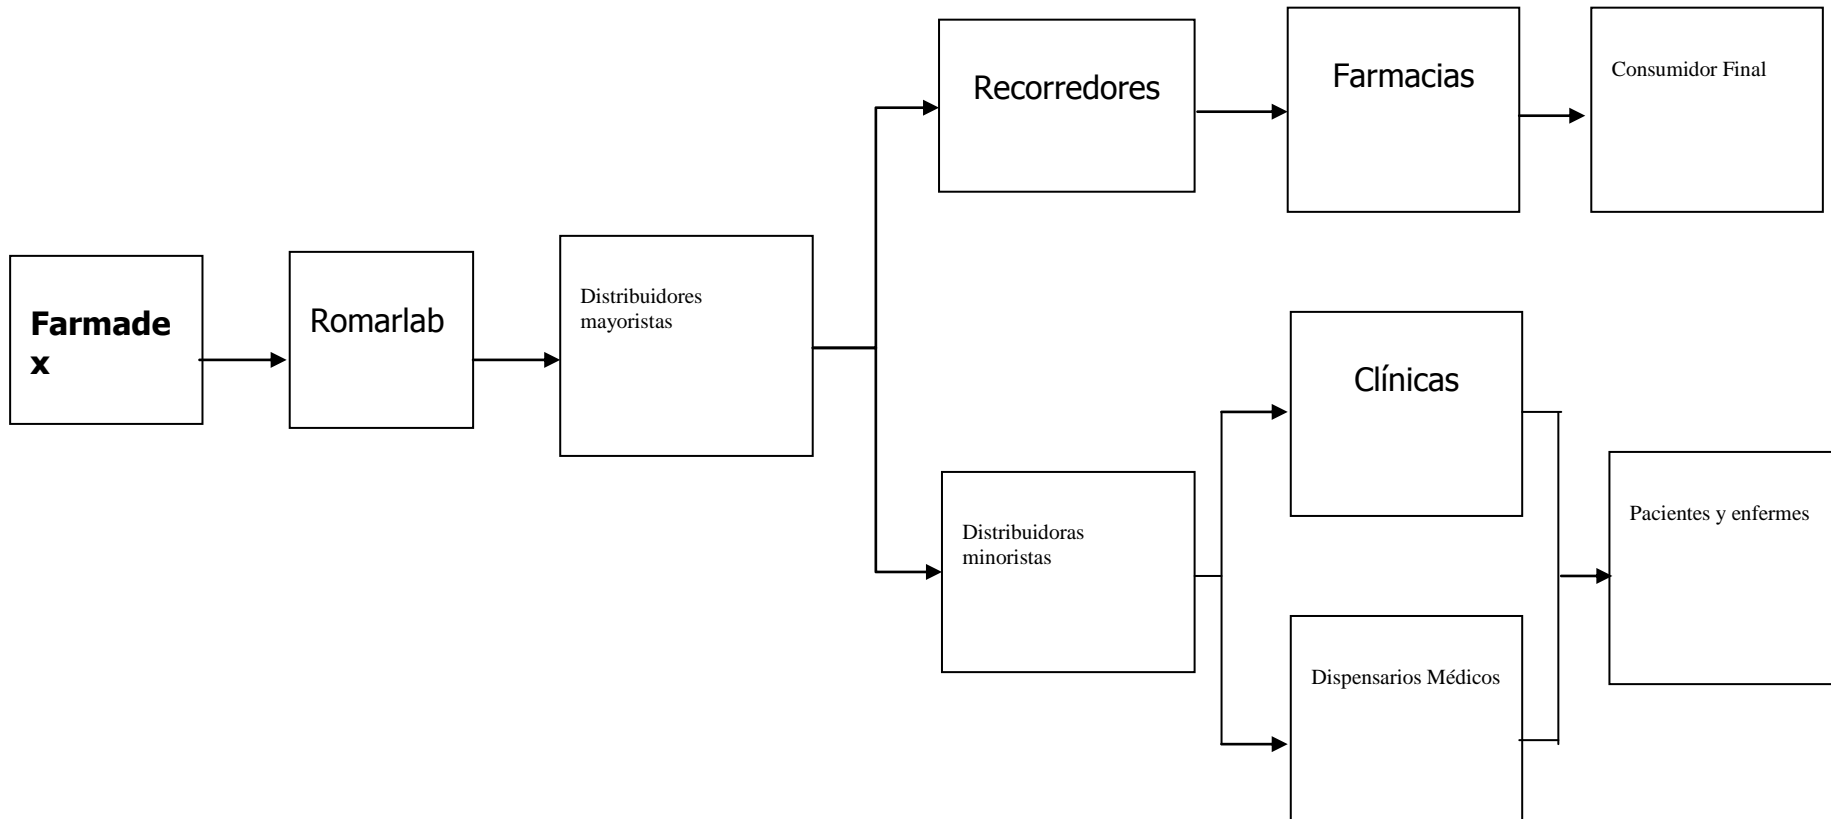 Recorredores
Farmacias
Consumidor Final
Farmade
x
Romarlab
Distribuidores
mayoristas
Clínicas
Distribuidoras
minoristas
Pacientes y enfermes
Dispensarios Médicos